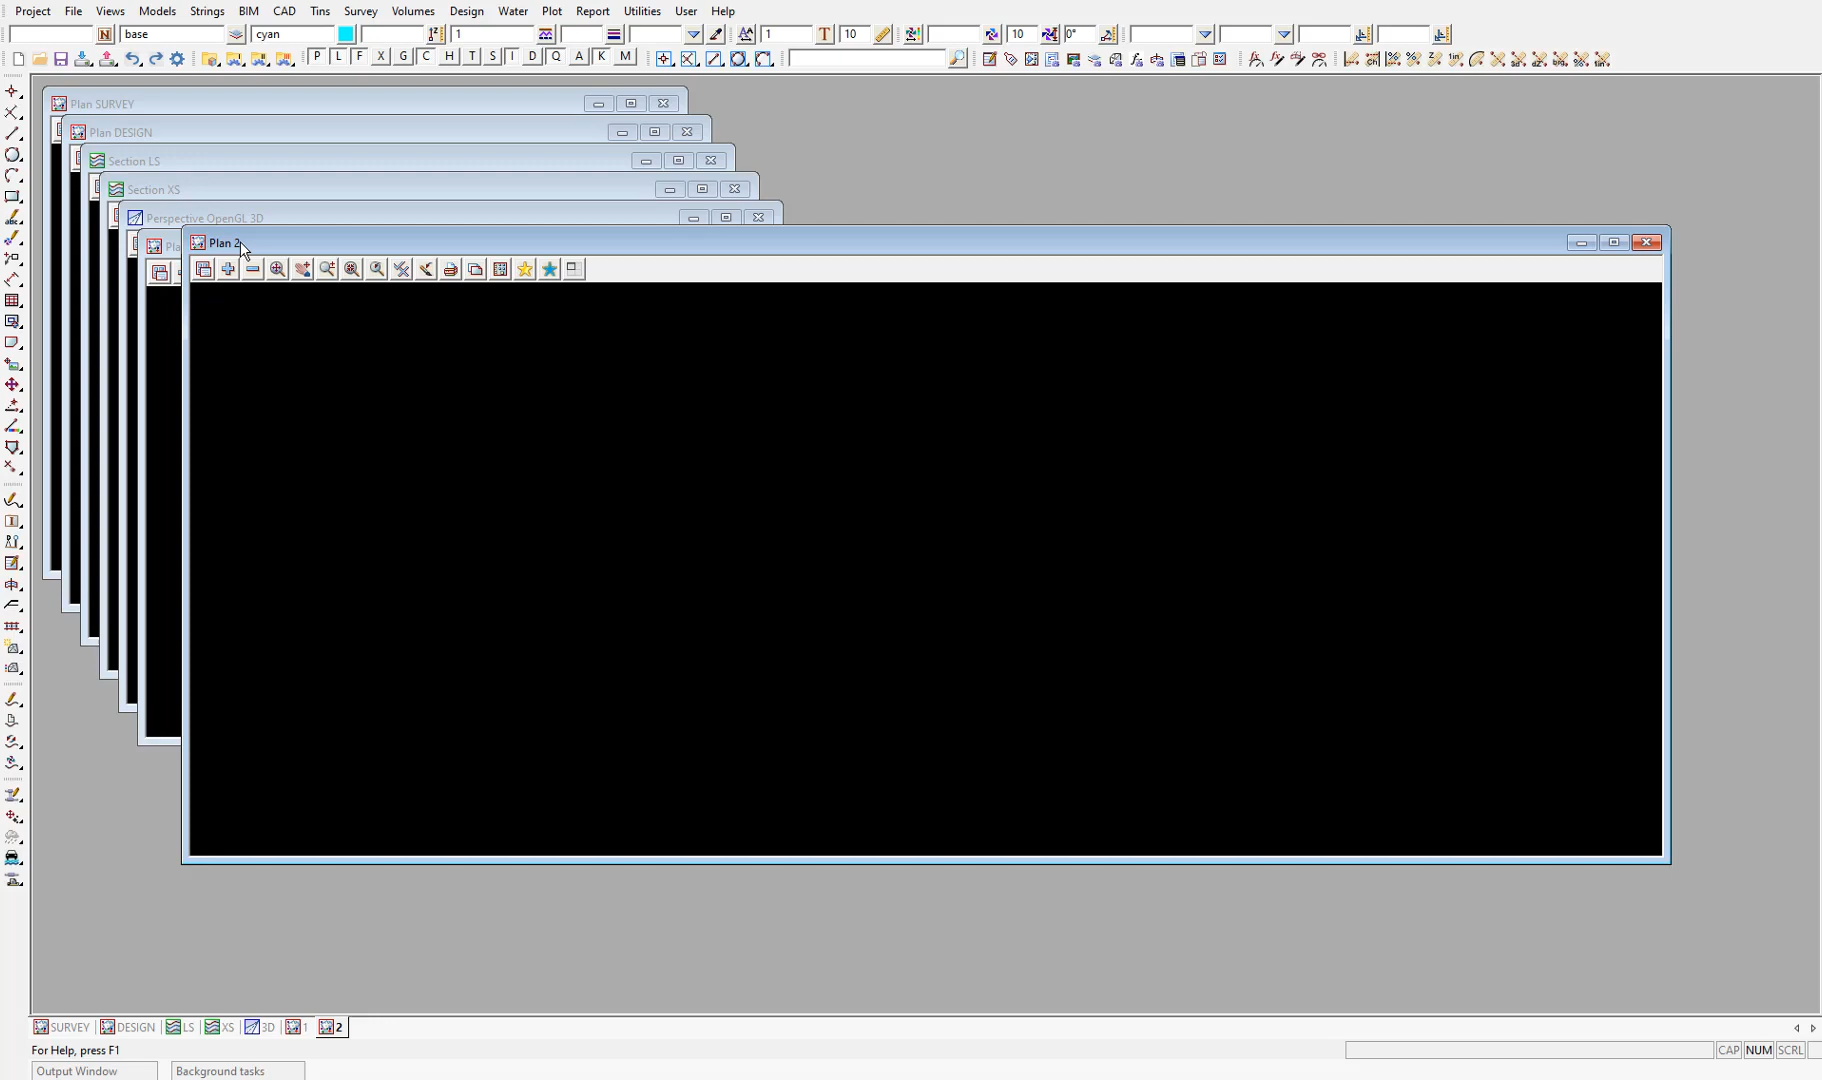 Project File Views Models Strings BIM CAD Tins Survey Volumes Design Water Plot Report Utilities User Help
base cyan 1 1 10 10 0°
P L F X G C H T S I D Q A K M
Plan SURVEY
Plan DESIGN
Section LS
Section XS
Perspective OpenGL 3D
Pla
Plan 2
SURVEY DESIGN LS XS 3D 1 2
For Help, press F1
CAP NUM SCRL
Output Window Background tasks